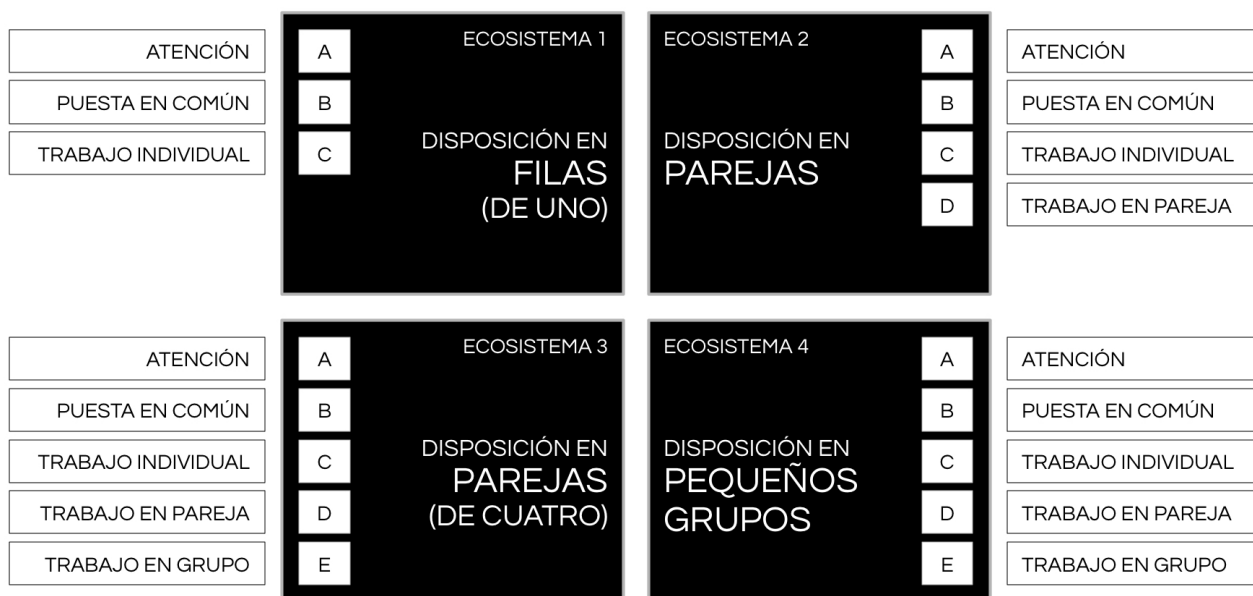 ECOSISTEMA 1
DISPOSICIÓN EN
FILAS
(DE UNO)
ATENCIÓN A
PUESTA EN COMÚN B
TRABAJO INDIVIDUAL C
ECOSISTEMA 2
DISPOSICIÓN EN
PAREJAS
A ATENCIÓN
B PUESTA EN COMÚN
C TRABAJO INDIVIDUAL
D TRABAJO EN PAREJA
ECOSISTEMA 3
DISPOSICIÓN EN
PAREJAS
(DE CUATRO)
ATENCIÓN A
PUESTA EN COMÚN B
TRABAJO INDIVIDUAL C
TRABAJO EN PAREJA D
TRABAJO EN GRUPO E
ECOSISTEMA 4
DISPOSICIÓN EN
PEQUEÑOS
GRUPOS
A ATENCIÓN
B PUESTA EN COMÚN
C TRABAJO INDIVIDUAL
D TRABAJO EN PAREJA
E TRABAJO EN GRUPO